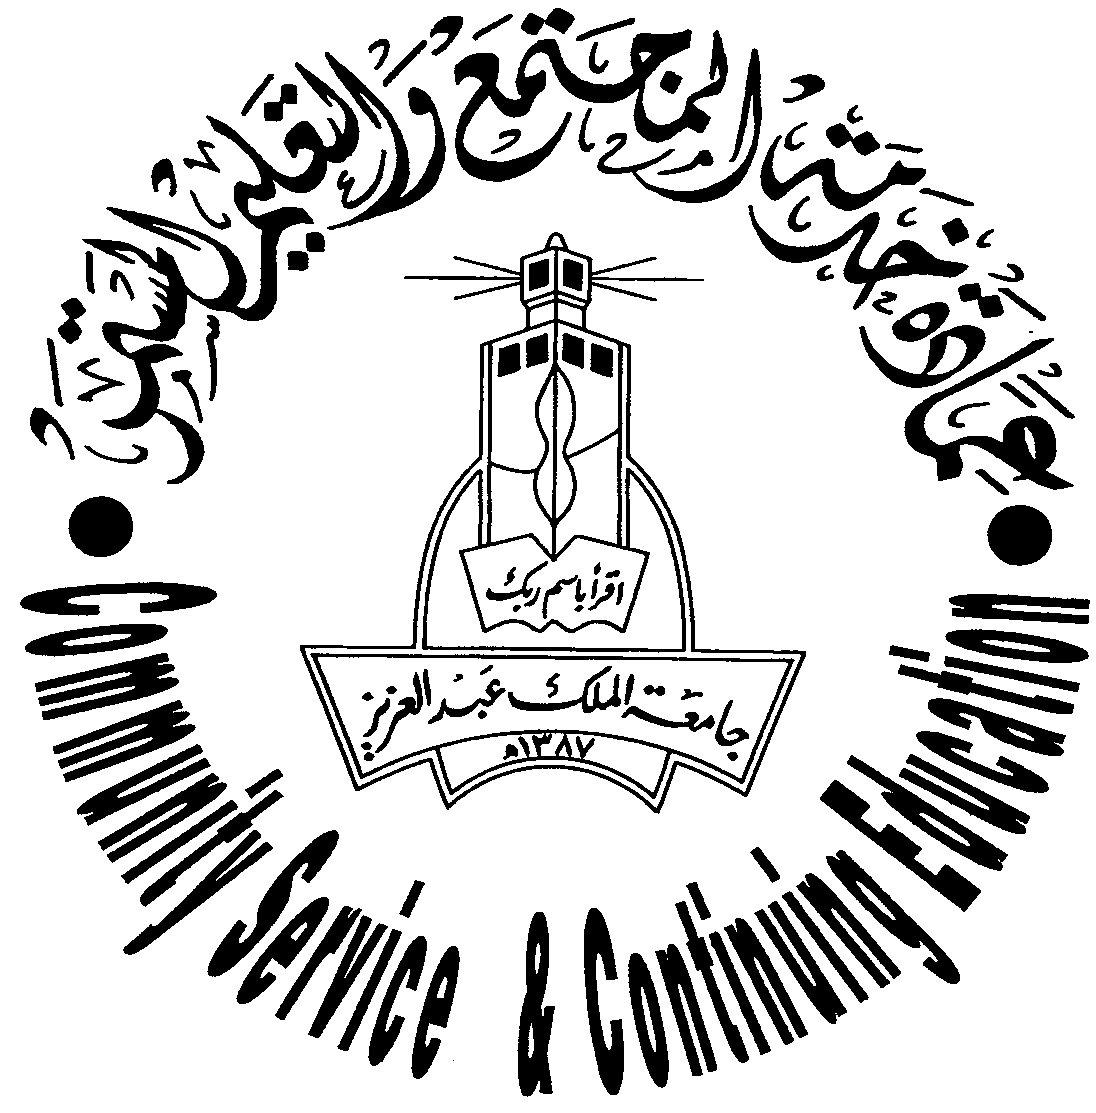 عمادة خدمة المجتمع والتعليم المستمر
اقرأ باسم ربك
جامعة الملك عبد العزيز
١٣٨٧هـ
Community Service & Continuing Education